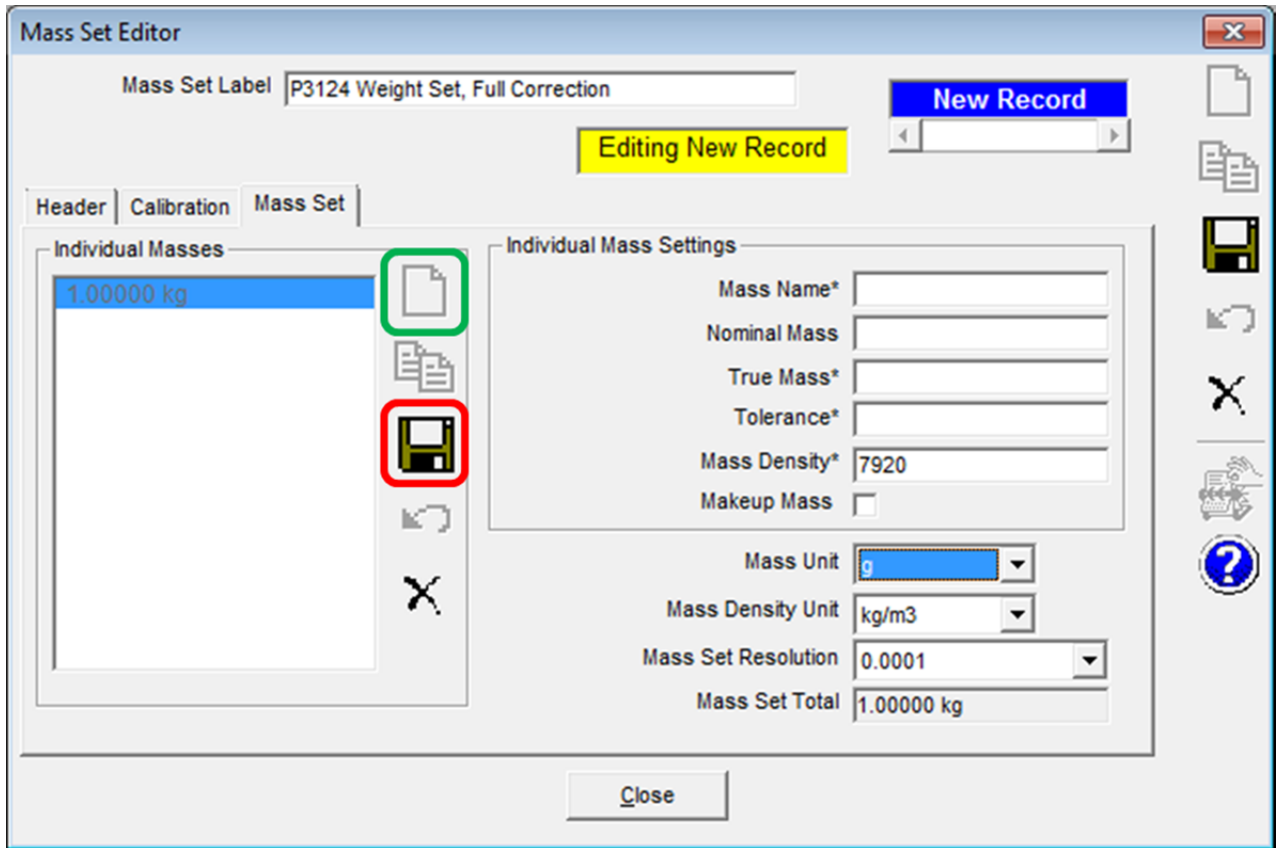 Mass Set Editor
Mass Set Label P3124 Weight Set, Full Correction
New Record
Editing New Record
Header Calibration Mass Set
Individual Masses
1.00000 kg
Individual Mass Settings
Mass Name*
Nominal Mass
True Mass*
Tolerance*
Mass Density* 7920
Makeup Mass
Mass Unit g
Mass Density Unit kg/m3
Mass Set Resolution 0.0001
Mass Set Total 1.00000 kg
?
Close